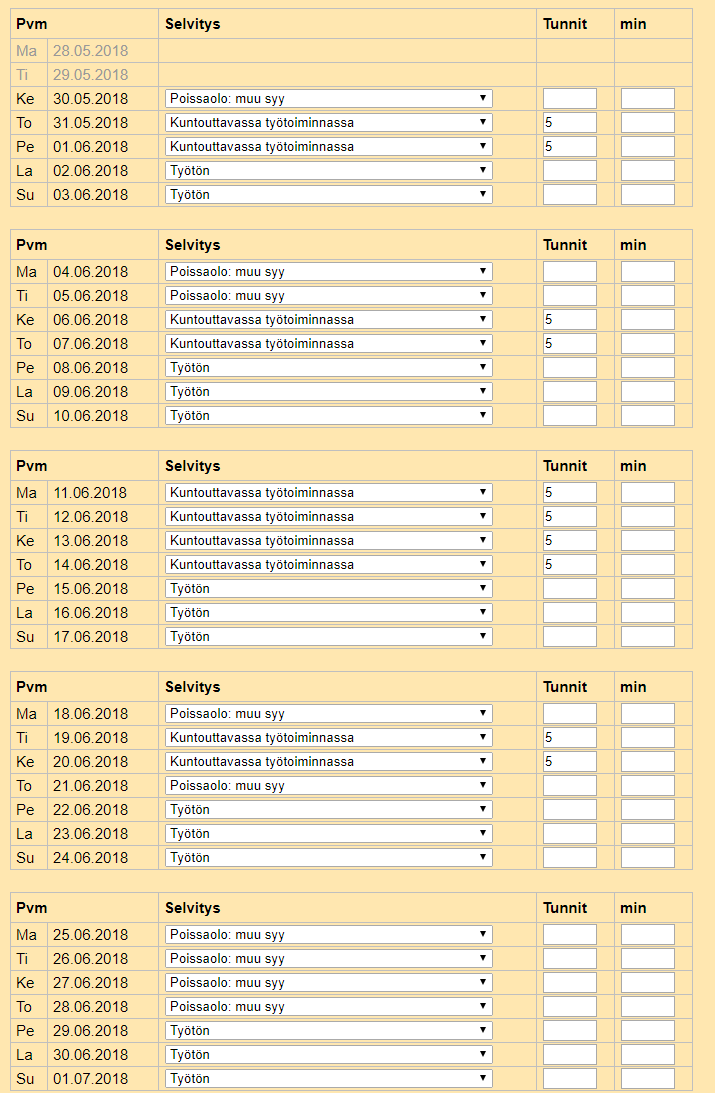 Pvm Selvitys Tunnit min
Ma 28.05.2018
Ti 29.05.2018
Ke 30.05.2018 Poissaolo: muu syy
To 31.05.2018 Kuntouttavassa työtoiminnassa 5
Pe 01.06.2018 Kuntouttavassa työtoiminnassa 5
La 02.06.2018 Työtön
Su 03.06.2018 Työtön
Pvm Selvitys Tunnit min
Ma 04.06.2018 Poissaolo: muu syy
Ti 05.06.2018 Poissaolo: muu syy
Ke 06.06.2018 Kuntouttavassa työtoiminnassa 5
To 07.06.2018 Kuntouttavassa työtoiminnassa 5
Pe 08.06.2018 Työtön
La 09.06.2018 Työtön
Su 10.06.2018 Työtön
Pvm Selvitys Tunnit min
Ma 11.06.2018 Kuntouttavassa työtoiminnassa 5
Ti 12.06.2018 Kuntouttavassa työtoiminnassa 5
Ke 13.06.2018 Kuntouttavassa työtoiminnassa 5
To 14.06.2018 Kuntouttavassa työtoiminnassa 5
Pe 15.06.2018 Työtön
La 16.06.2018 Työtön
Su 17.06.2018 Työtön
Pvm Selvitys Tunnit min
Ma 18.06.2018 Poissaolo: muu syy
Ti 19.06.2018 Kuntouttavassa työtoiminnassa 5
Ke 20.06.2018 Kuntouttavassa työtoiminnassa 5
To 21.06.2018 Poissaolo: muu syy
Pe 22.06.2018 Työtön
La 23.06.2018 Työtön
Su 24.06.2018 Työtön
Pvm Selvitys Tunnit min
Ma 25.06.2018 Poissaolo: muu syy
Ti 26.06.2018 Poissaolo: muu syy
Ke 27.06.2018 Poissaolo: muu syy
To 28.06.2018 Poissaolo: muu syy
Pe 29.06.2018 Työtön
La 30.06.2018 Työtön
Su 01.07.2018 Työtön